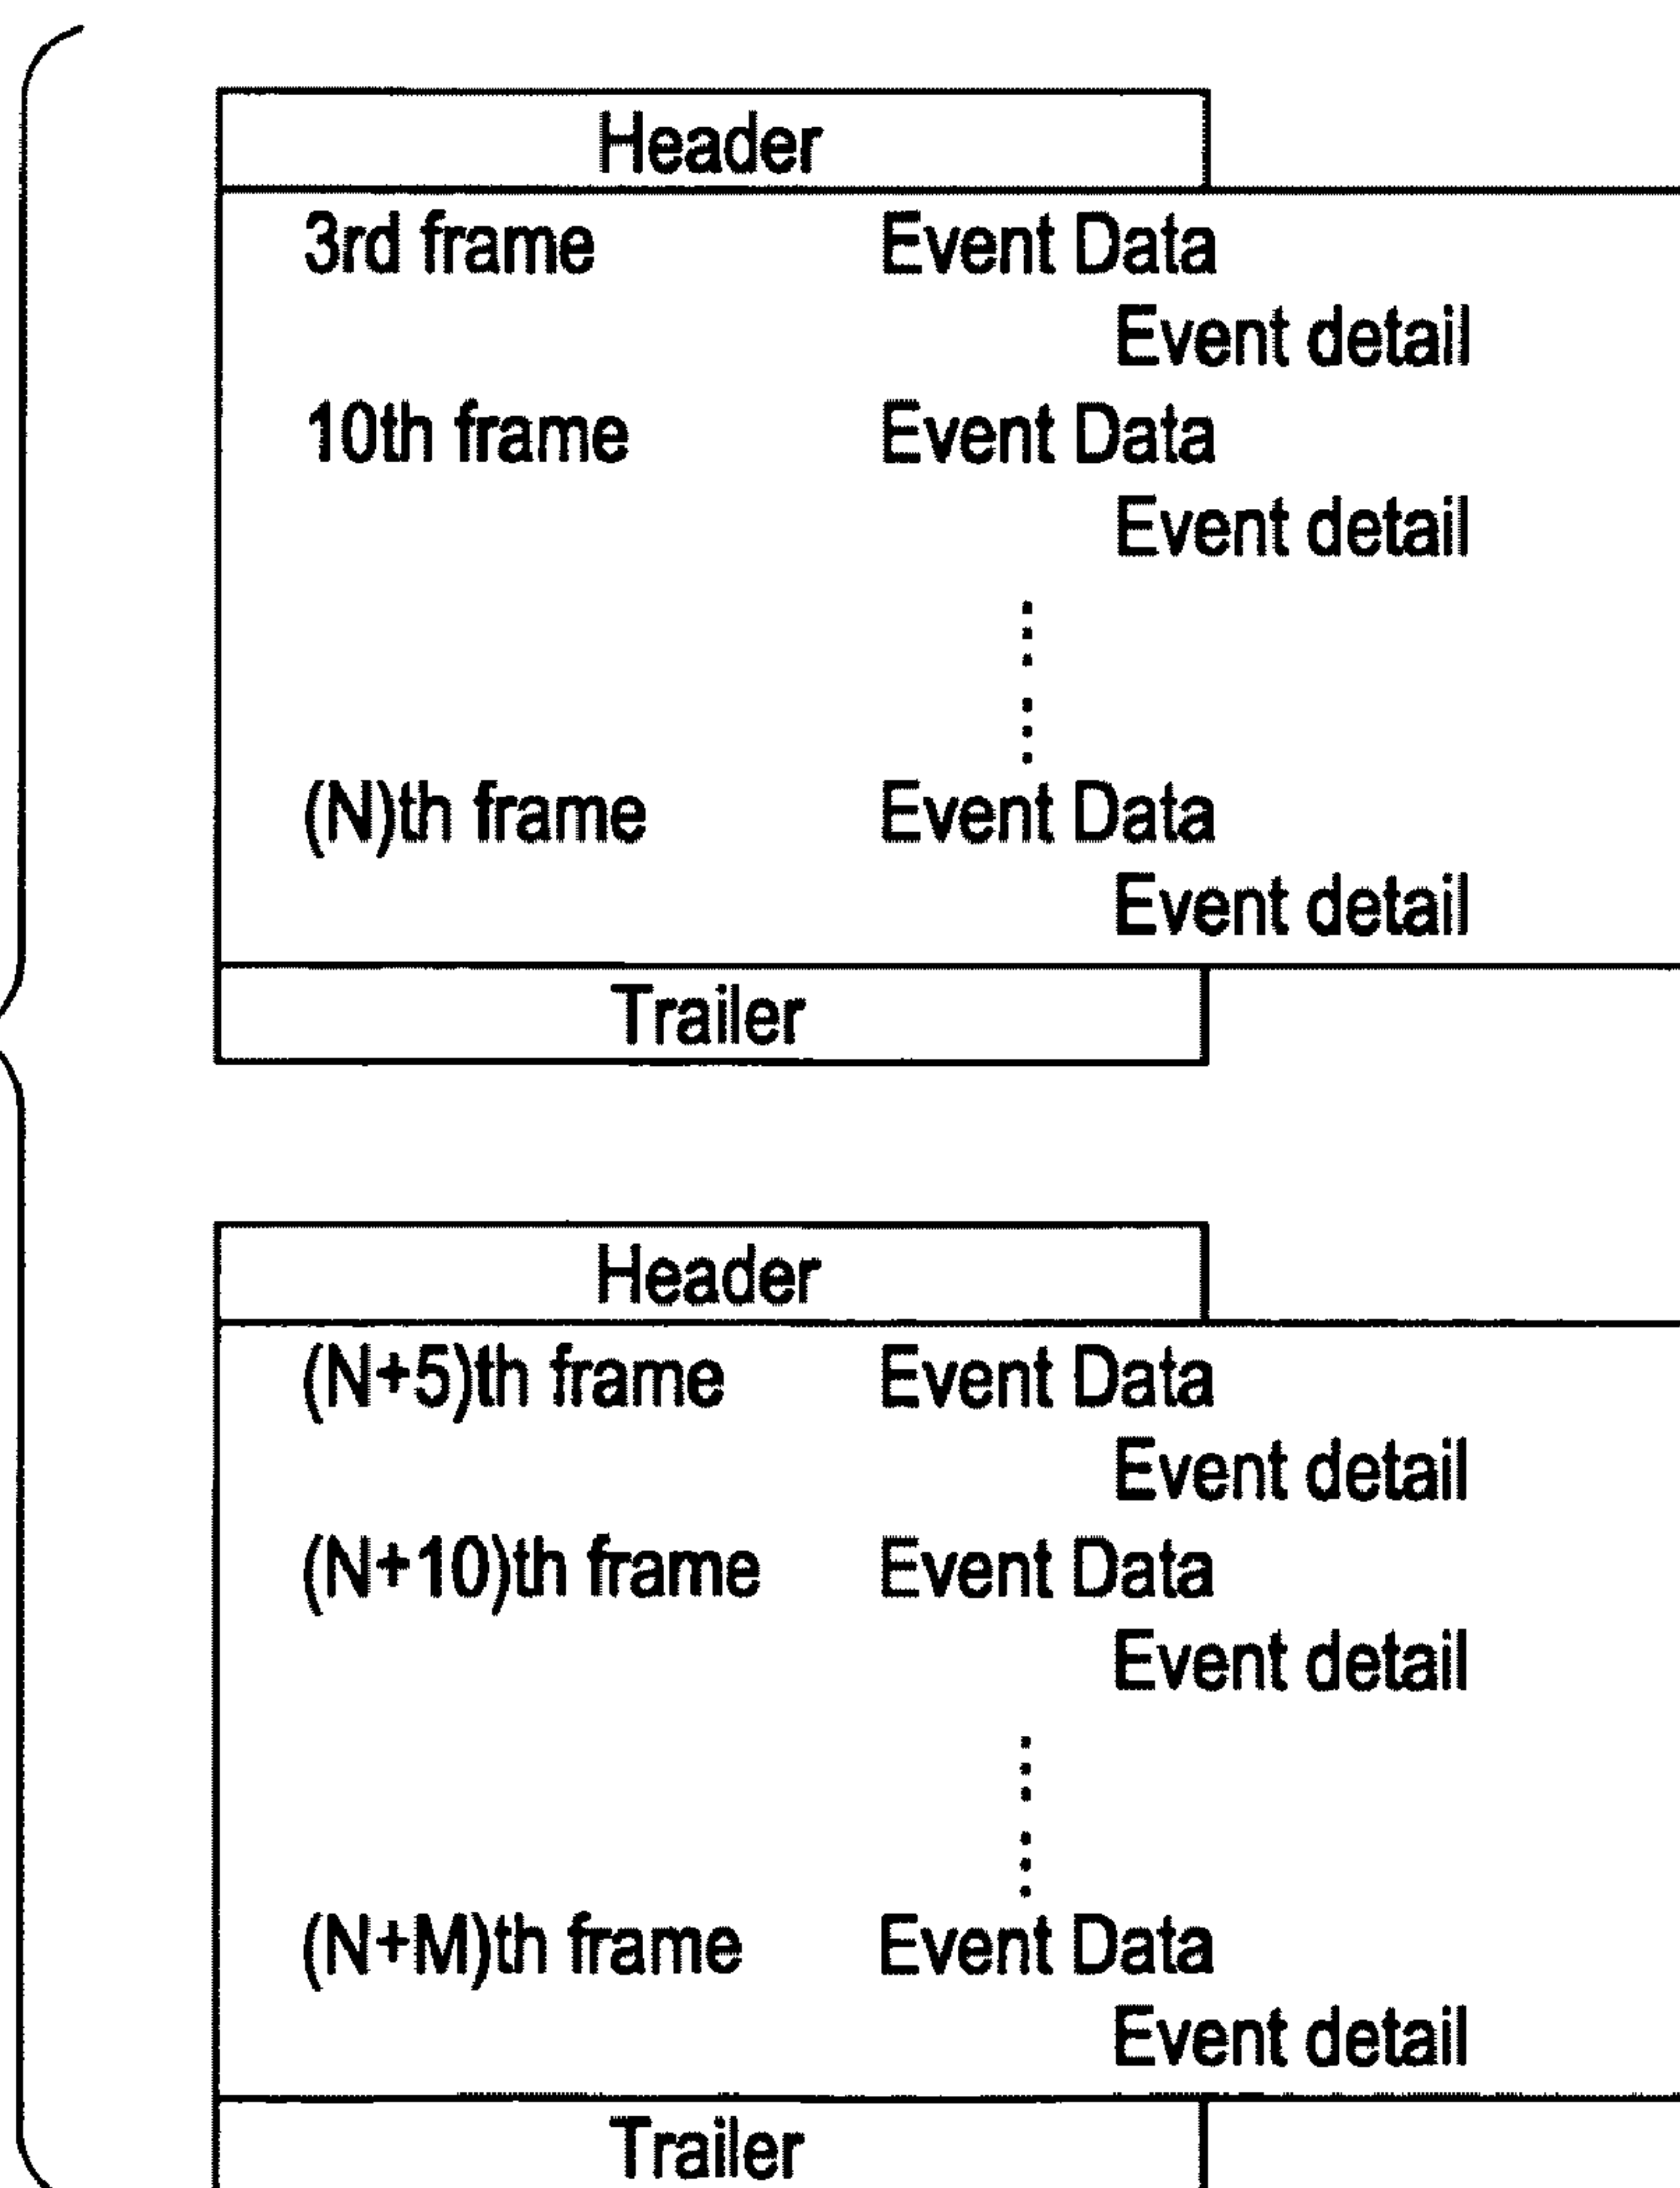 Header
3rd frame Event Data
Event detail
10th frame Event Data
Event detail
(N)th frame Event Data
Event detail
Trailer
Header
(N+5)th frame Event Data
Event detail
(N+10)th frame Event Data
Event detail
(N+M)th frame Event Data
Event detail
Trailer